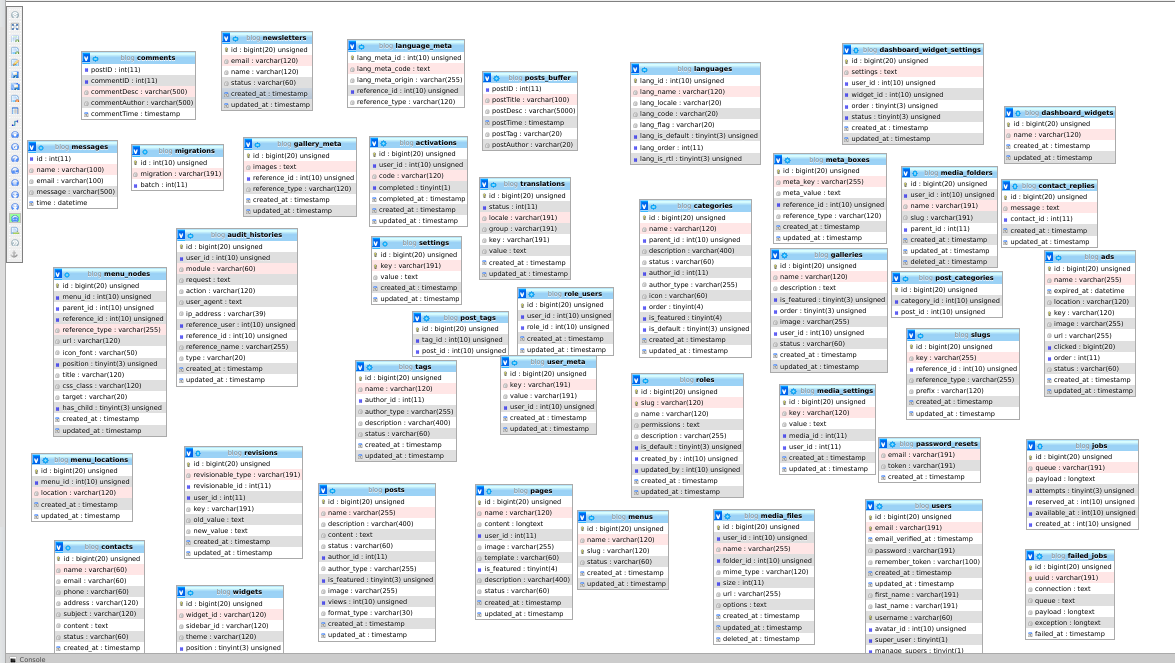 blog comments
postID : int(11)
commentID : int(11)
commentDesc : varchar(500)
commentAuthor : varchar(500)
commentTime : timestamp
blog newsletters
id : bigint(20) unsigned
email : varchar(120)
name : varchar(120)
status : varchar(60)
created_at : timestamp
updated_at : timestamp
blog language_meta
lang_meta_id : int(10) unsigned
lang_meta_code : text
lang_meta_origin : varchar(255)
reference_id : int(10) unsigned
reference_type : varchar(120)
blog posts_buffer
postID : int(11)
postTitle : varchar(100)
postDesc : varchar(5000)
postTime : timestamp
postTag : varchar(20)
postAuthor : varchar(20)
blog languages
lang_id : int(10) unsigned
lang_name : varchar(120)
lang_locale : varchar(20)
lang_code : varchar(20)
lang_flag : varchar(20)
lang_is_default : tinyint(3) unsigned
lang_order : int(11)
lang_is_rtl : tinyint(3) unsigned
blog dashboard_widget_settings
id : bigint(20) unsigned
settings : text
user_id : int(10) unsigned
widget_id : int(10) unsigned
order : tinyint(3) unsigned
status : tinyint(3) unsigned
created_at : timestamp
updated_at : timestamp
blog dashboard_widgets
id : bigint(20) unsigned
name : varchar(120)
created_at : timestamp
updated_at : timestamp
blog messages
id : int(11)
name : varchar(100)
email : varchar(100)
message : varchar(500)
time : datetime
blog migrations
id : int(10) unsigned
migration : varchar(191)
batch : int(11)
blog gallery_meta
id : bigint(20) unsigned
images : text
reference_id : int(10) unsigned
reference_type : varchar(120)
created_at : timestamp
updated_at : timestamp
blog activations
id : bigint(20) unsigned
user_id : int(10) unsigned
code : varchar(120)
completed : tinyint(1)
completed_at : timestamp
created_at : timestamp
updated_at : timestamp
blog translations
id : bigint(20) unsigned
status : int(11)
locale : varchar(191)
group : varchar(191)
key : varchar(191)
value : text
created_at : timestamp
updated_at : timestamp
blog categories
id : bigint(20) unsigned
name : varchar(120)
parent_id : int(10) unsigned
description : varchar(400)
status : varchar(60)
author_id : int(11)
author_type : varchar(255)
icon : varchar(60)
order : tinyint(4)
is_featured : tinyint(4)
is_default : tinyint(3) unsigned
created_at : timestamp
updated_at : timestamp
blog meta_boxes
id : bigint(20) unsigned
meta_key : varchar(255)
meta_value : text
reference_id : int(10) unsigned
reference_type : varchar(120)
created_at : timestamp
updated_at : timestamp
blog media_folders
id : bigint(20) unsigned
user_id : int(10) unsigned
name : varchar(191)
slug : varchar(191)
parent_id : int(11)
created_at : timestamp
updated_at : timestamp
deleted_at : timestamp
blog contact_replies
id : bigint(20) unsigned
message : text
contact_id : int(11)
created_at : timestamp
updated_at : timestamp
blog audit_histories
id : bigint(20) unsigned
user_id : int(10) unsigned
module : varchar(60)
request : text
action : varchar(120)
user_agent : text
ip_address : varchar(39)
reference_user : int(10) unsigned
reference_id : int(10) unsigned
reference_name : varchar(255)
type : varchar(20)
created_at : timestamp
updated_at : timestamp
blog settings
id : bigint(20) unsigned
key : varchar(191)
value : text
created_at : timestamp
updated_at : timestamp
blog galleries
id : bigint(20) unsigned
name : varchar(120)
description : text
is_featured : tinyint(3) unsigned
order : tinyint(3) unsigned
image : varchar(255)
user_id : int(10) unsigned
status : varchar(60)
created_at : timestamp
updated_at : timestamp
blog post_categories
id : bigint(20) unsigned
category_id : int(10) unsigned
post_id : int(10) unsigned
blog ads
id : bigint(20) unsigned
name : varchar(255)
expired_at : datetime
location : varchar(120)
key : varchar(120)
image : varchar(255)
url : varchar(255)
clicked : bigint(20)
order : int(11)
status : varchar(60)
created_at : timestamp
updated_at : timestamp
blog menu_nodes
id : bigint(20) unsigned
menu_id : int(10) unsigned
parent_id : int(10) unsigned
reference_id : int(10) unsigned
reference_type : varchar(255)
url : varchar(120)
icon_font : varchar(50)
position : tinyint(3) unsigned
title : varchar(120)
css_class : varchar(120)
target : varchar(20)
has_child : tinyint(3) unsigned
created_at : timestamp
updated_at : timestamp
blog role_users
id : bigint(20) unsigned
user_id : int(10) unsigned
role_id : int(10) unsigned
created_at : timestamp
updated_at : timestamp
blog post_tags
id : bigint(20) unsigned
tag_id : int(10) unsigned
post_id : int(10) unsigned
blog slugs
id : bigint(20) unsigned
key : varchar(255)
reference_id : int(10) unsigned
reference_type : varchar(255)
prefix : varchar(120)
created_at : timestamp
updated_at : timestamp
blog tags
id : bigint(20) unsigned
name : varchar(120)
author_id : int(11)
author_type : varchar(255)
description : varchar(400)
status : varchar(60)
created_at : timestamp
updated_at : timestamp
blog user_meta
id : bigint(20) unsigned
key : varchar(191)
value : varchar(191)
user_id : int(10) unsigned
created_at : timestamp
updated_at : timestamp
blog roles
id : bigint(20) unsigned
slug : varchar(120)
name : varchar(120)
permissions : text
description : varchar(255)
is_default : tinyint(3) unsigned
created_by : int(10) unsigned
updated_by : int(10) unsigned
created_at : timestamp
updated_at : timestamp
blog media_settings
id : bigint(20) unsigned
key : varchar(120)
value : text
media_id : int(11)
user_id : int(11)
created_at : timestamp
updated_at : timestamp
blog password_resets
email : varchar(191)
token : varchar(191)
created_at : timestamp
blog jobs
id : bigint(20) unsigned
queue : varchar(191)
payload : longtext
attempts : tinyint(3) unsigned
reserved_at : int(10) unsigned
available_at : int(10) unsigned
created_at : int(10) unsigned
blog menu_locations
id : bigint(20) unsigned
menu_id : int(10) unsigned
location : varchar(120)
created_at : timestamp
updated_at : timestamp
blog revisions
id : bigint(20) unsigned
revisionable_type : varchar(191)
revisionable_id : int(11)
user_id : int(11)
key : varchar(191)
old_value : text
new_value : text
created_at : timestamp
updated_at : timestamp
blog posts
id : bigint(20) unsigned
name : varchar(255)
description : varchar(400)
content : text
status : varchar(60)
author_id : int(11)
author_type : varchar(255)
is_featured : tinyint(3) unsigned
image : varchar(255)
views : int(10) unsigned
format_type : varchar(30)
created_at : timestamp
updated_at : timestamp
blog pages
id : bigint(20) unsigned
name : varchar(120)
content : longtext
user_id : int(11)
image : varchar(255)
template : varchar(60)
is_featured : tinyint(4)
description : varchar(400)
status : varchar(60)
created_at : timestamp
updated_at : timestamp
blog menus
id : bigint(20) unsigned
name : varchar(120)
slug : varchar(120)
status : varchar(60)
created_at : timestamp
updated_at : timestamp
blog media_files
id : bigint(20) unsigned
user_id : int(10) unsigned
name : varchar(255)
folder_id : int(10) unsigned
mime_type : varchar(120)
size : int(11)
url : varchar(255)
options : text
created_at : timestamp
updated_at : timestamp
deleted_at : timestamp
blog users
id : bigint(20) unsigned
email : varchar(191)
email_verified_at : timestamp
password : varchar(191)
remember_token : varchar(100)
created_at : timestamp
updated_at : timestamp
first_name : varchar(191)
last_name : varchar(191)
username : varchar(60)
avatar_id : int(10) unsigned
super_user : tinyint(1)
manage_supers : tinyint(1)
blog failed_jobs
id : bigint(20) unsigned
uuid : varchar(191)
connection : text
queue : text
payload : longtext
exception : longtext
failed_at : timestamp
blog contacts
id : bigint(20) unsigned
name : varchar(60)
email : varchar(60)
phone : varchar(60)
address : varchar(120)
subject : varchar(120)
content : text
status : varchar(60)
created_at : timestamp
blog widgets
id : bigint(20) unsigned
widget_id : varchar(120)
sidebar_id : varchar(120)
theme : varchar(120)
position : tinyint(3) unsigned
Console